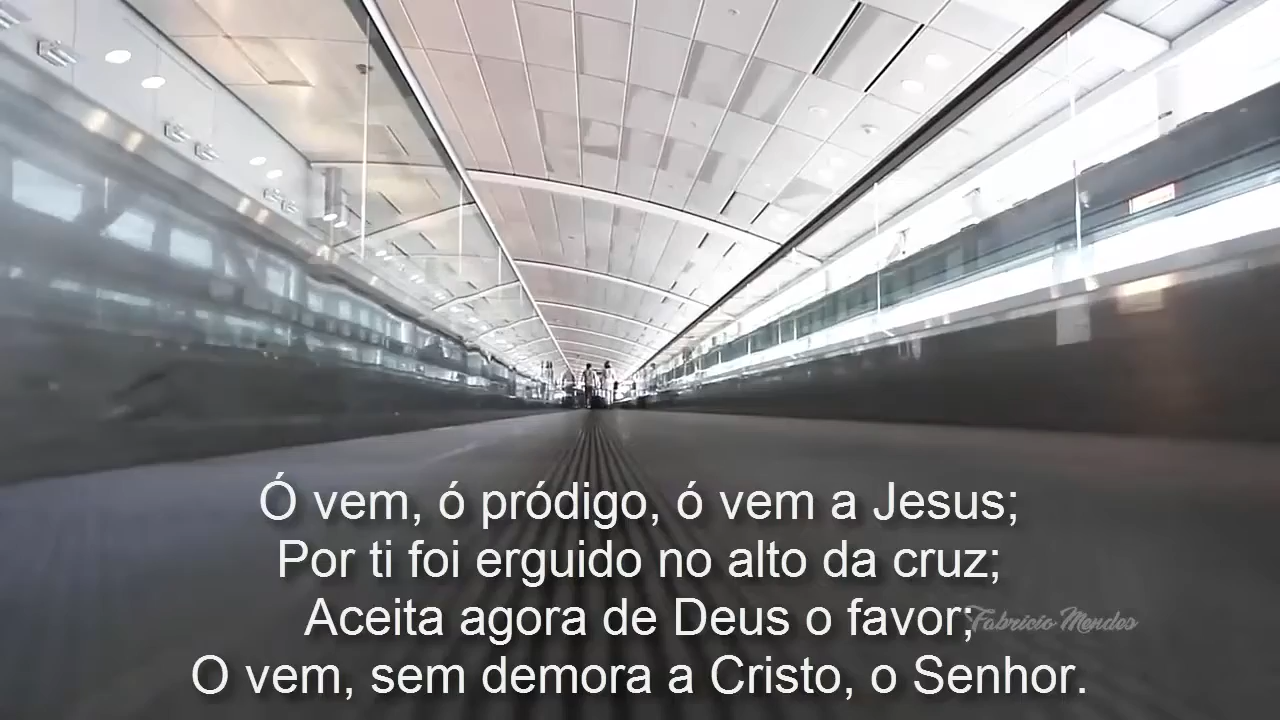 Ó vem, ó pródigo, ó vem a Jesus;
Por ti foi erguido no alto da cruz;
Aceita agora de Deus o favor;
Fabricio Mendes
O vem, sem demora a Cristo, o Senhor.